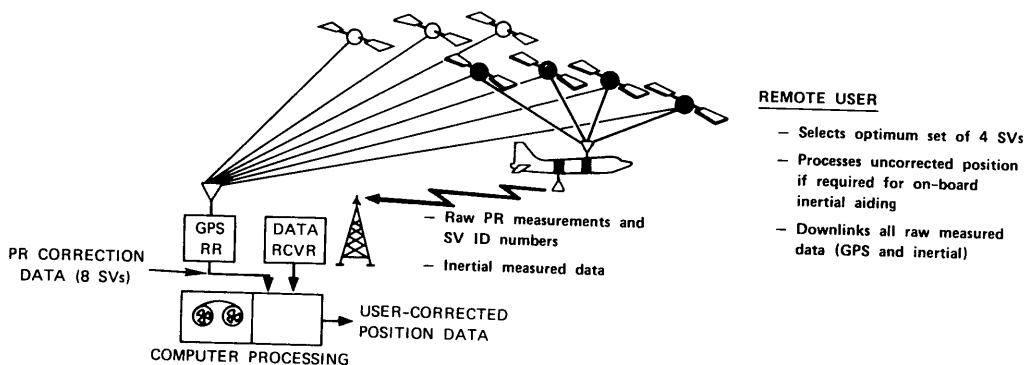 REMOTE USER
– Selects optimum set of 4 SVs
– Processes uncorrected position
if required for on-board
inertial aiding
– Downlinks all raw measured
data (GPS and inertial)
– Raw PR measurements and
SV ID numbers
– Inertial measured data
GPS
RR
DATA
RCVR
PR CORRECTION
DATA (8 SVs)
USER-CORRECTED
POSITION DATA
COMPUTER PROCESSING